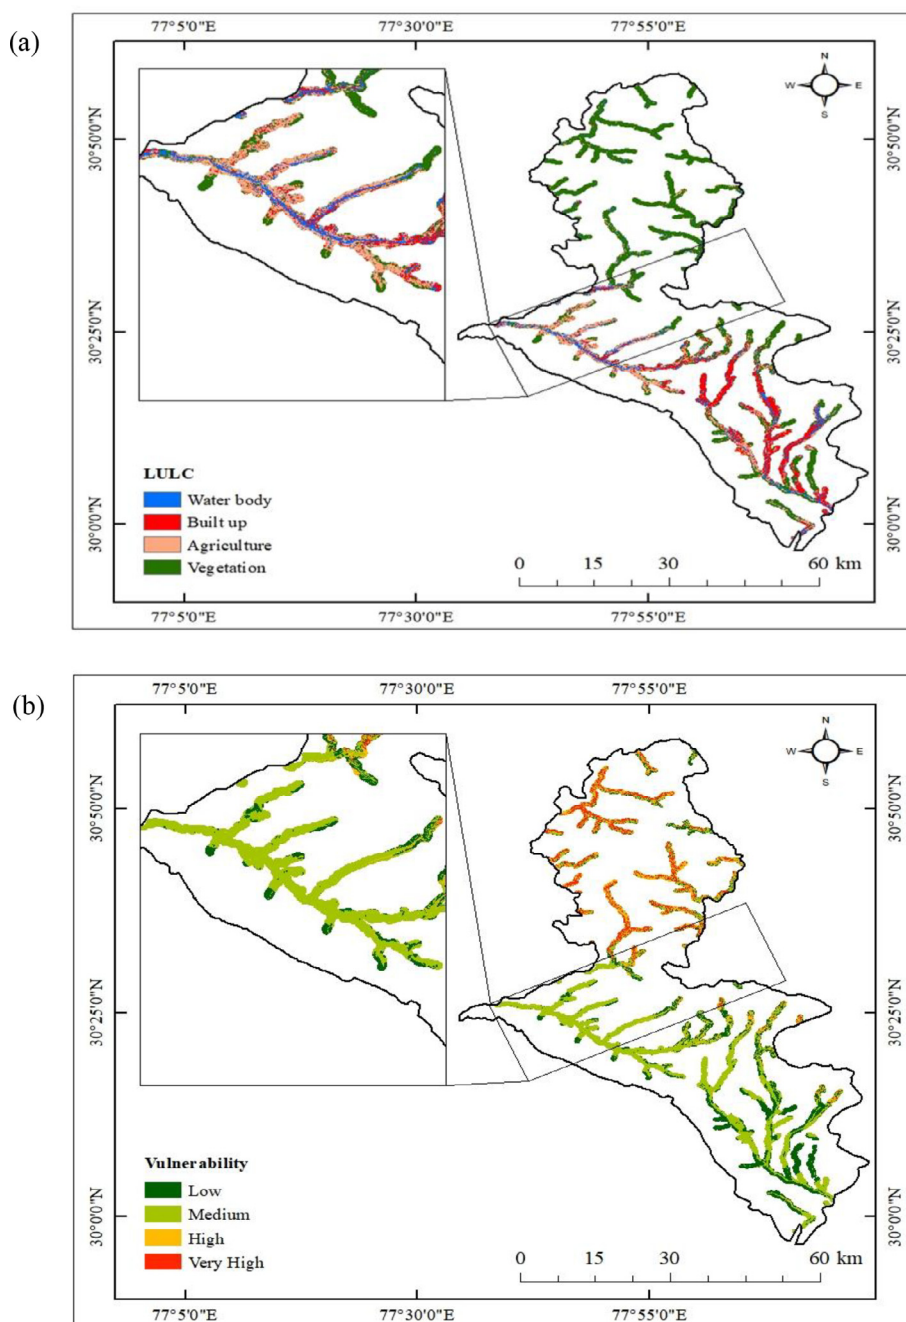 (a)
77°5'0"E 77°30'0"E 77°55'0"E
N
W E
S
30°50'0"N 30°50'0"N
30°25'0"N 30°25'0"N
30°0'0"N 30°0'0"N
LULC
Water body
Built up
Agriculture
Vegetation
0 15 30 60 km
77°5'0"E 77°30'0"E 77°55'0"E
(b)
77°5'0"E 77°30'0"E 77°55'0"E
N
W E
S
30°50'0"N 30°50'0"N
30°25'0"N 30°25'0"N
30°0'0"N 30°0'0"N
Vulnerability
Low
Medium
High
Very High
0 15 30 60 km
77°5'0"E 77°30'0"E 77°55'0"E